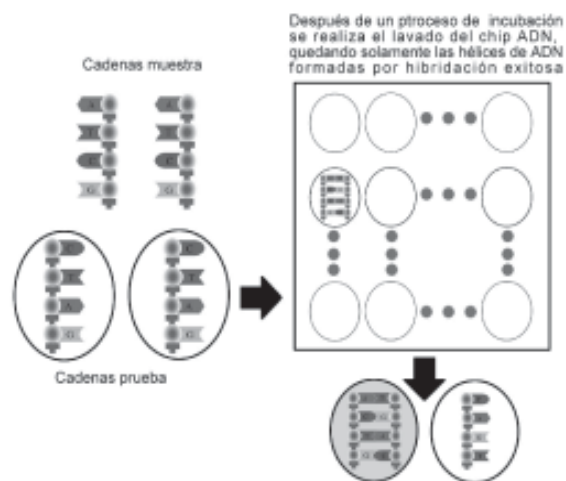 Después de un ptroceso de incubación
se realiza el lavado del chip ADN,
quedando solamente las hélices de ADN
formadas por hibridación exitosa
Cadenas muestra
A
T
C
G
G
T
A
G
C
T
G
Cadenas prueba